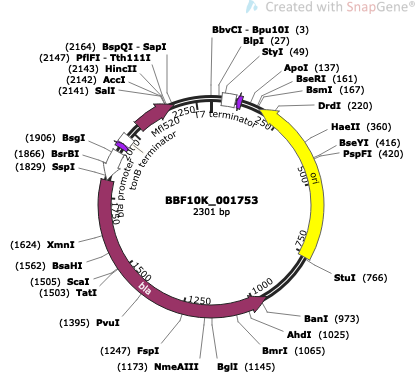 Created with SnapGene®
BbvCI - Bpu10I (3)
BlpI (27)
StyI (49)
ApoI (137)
BseRI (161)
BsmI (167)
DrdI (220)
HaeII (360)
BseYI (416)
PspFI (420)
StuI (766)
BanI (973)
AhdI (1025)
BmrI (1065)
BglI (1145)
(1173) NmeAIII
(1247) FspI
(1395) PvuI
(1503) TatI
(1505) ScaI
(1562) BsaHI
(1624) XmnI
(1829) SspI
(1866) BsrBI
(1906) BsgI
(2141) SalI
(2142) AccI
(2143) HincII
(2147) PflFI - Tth111I
(2164) BspQI - SapI
T7 terminator
Mfl520
tonB terminator
bla promoter
bla
ori
250
500
750
1000
1250
1500
1750
2000
2250
BBF10K_001753
2301 bp